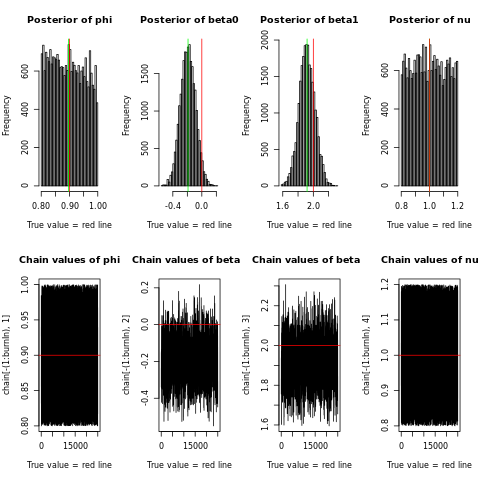 Posterior of phi
Posterior of beta0
Posterior of beta1
Posterior of nu
Frequency
0 200 400 600
0.80 0.90 1.00
True value = red line
Frequency
0 500 1000 1500
-0.4 0.0
True value = red line
Frequency
0 500 1000 1500 2000
1.6 2.0
True value = red line
Frequency
0 200 400 600
0.8 1.0 1.2
True value = red line
Chain values of phi
Chain values of beta
Chain values of beta
Chain values of nu
chain[-(1:burnIn), 1]
0.80 0.85 0.90 0.95 1.00
0 15000
True value = red line
chain[-(1:burnIn), 2]
-0.4 -0.2 0.0 0.2
0 15000
True value = red line
chain[-(1:burnIn), 3]
1.6 1.8 2.0 2.2
0 15000
True value = red line
chain[-(1:burnIn), 4]
0.8 0.9 1.0 1.1 1.2
0 15000
True value = red line